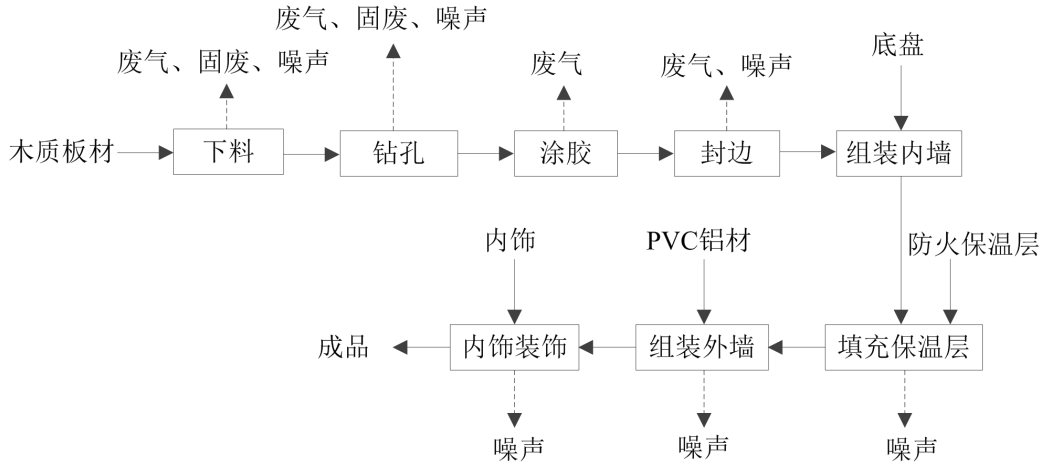 废气、固废、噪声
废气、固废、噪声
废气
废气、噪声
底盘
木质板材
下料
钻孔
涂胶
封边
组装内墙
内饰
PVC铝材
防火保温层
成品
内饰装饰
组装外墙
填充保温层
噪声
噪声
噪声